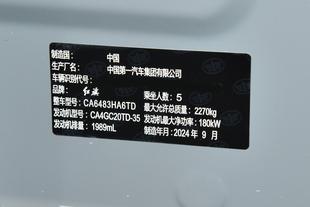 制造国： 中国
生产厂名： 中国第一汽车集团有限公司
车辆识别代号：
品牌： 红旗 乘坐人数： 5
整车型号： CA6483HA6TD 最大允许总质量： 2270kg
发动机型号： CA4GC20TD-35 发动机最大净功率： 180kW
发动机排量： 1989mL 制造年月： 2024 年 9 月